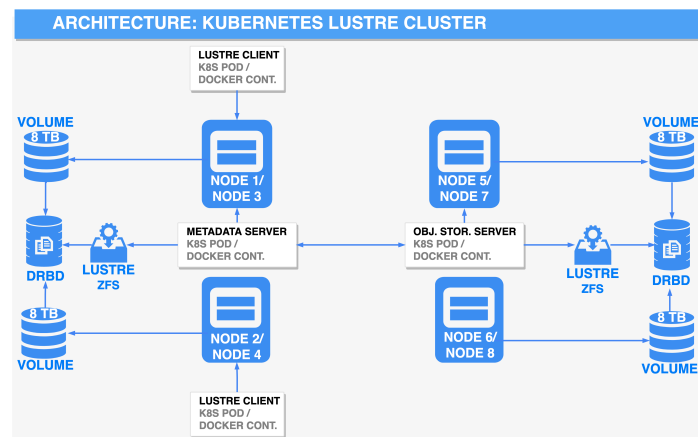 ARCHITECTURE: KUBERNETES LUSTRE CLUSTER
LUSTRE CLIENT
K8S POD /
DOCKER CONT.
VOLUME
8 TB
NODE 1/
NODE 3
NODE 5/
NODE 7
VOLUME
8 TB
METADATA SERVER
K8S POD /
DOCKER CONT.
OBJ. STOR. SERVER
K8S POD /
DOCKER CONT.
DRBD
LUSTRE
ZFS
LUSTRE
ZFS
DRBD
8 TB
VOLUME
NODE 2/
NODE 4
NODE 6/
NODE 8
8 TB
VOLUME
LUSTRE CLIENT
K8S POD /
DOCKER CONT.